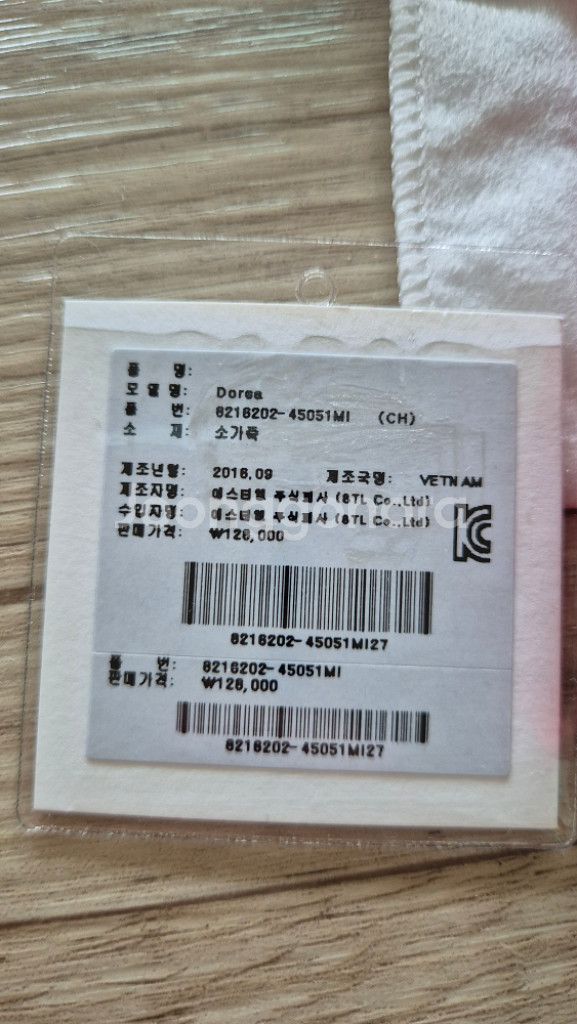 품 명:
모 델 명: Dorea
품 번: 8216202-45051MI (CH)
소 재: 소가죽
제조년월: 2016.09 제조국명: VETN AM
제조자명: 에스티엘 주식회사 (STL Co.,Ltd)
수입자명: 에스티엘 주식회사 (STL Co.,Ltd)
판매가격: ₩128,000
8216202-45051MI27
품 번: 8216202-45051MI
판매가격: ₩128,000
8216202-45051MI27